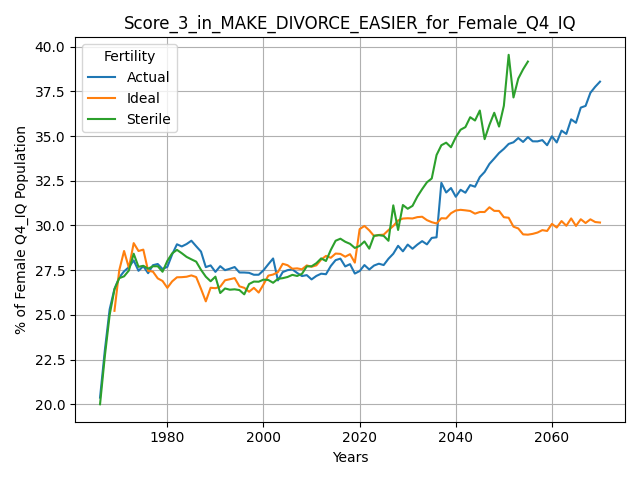 Score_3_in_MAKE_DIVORCE_EASIER_for_Female_Q4_IQ
Fertility
Actual
Ideal
Sterile
% of Female Q4_IQ Population
40.0
37.5
35.0
32.5
30.0
27.5
25.0
22.5
20.0
1980
2000
2020
2040
2060
Years